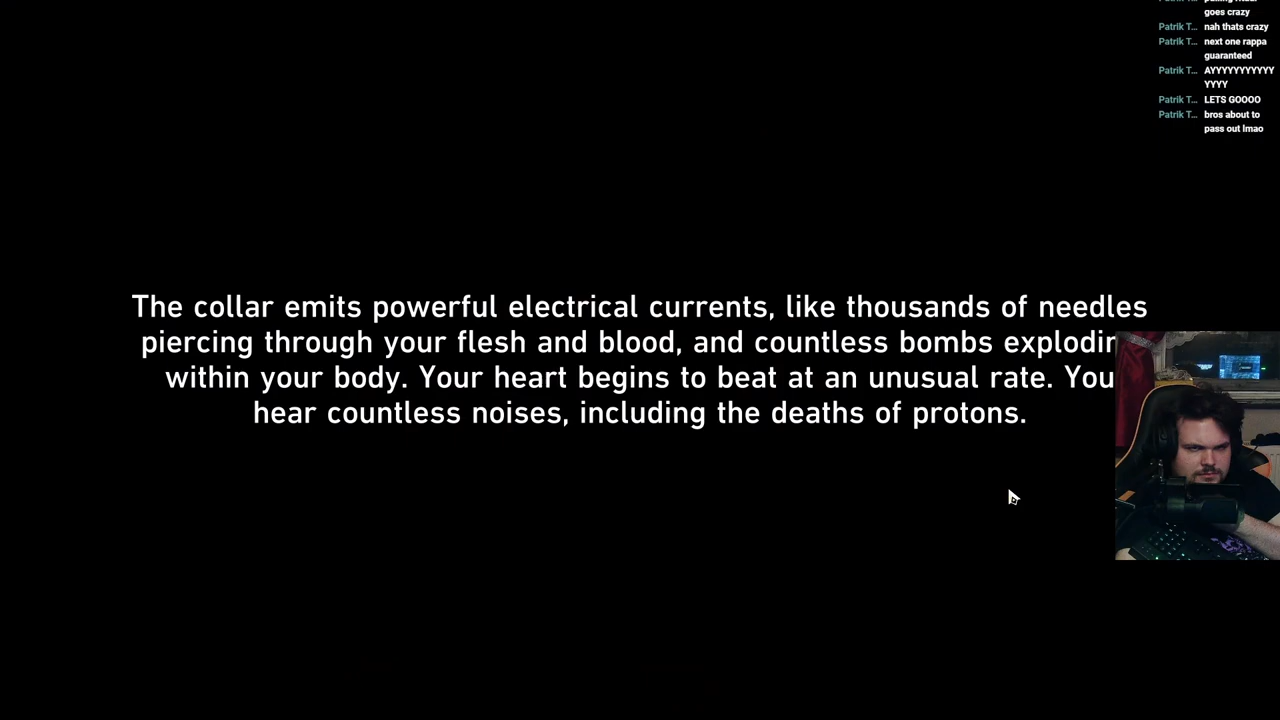 goes crazy
Patrik T... nah thats crazy
Patrik T... next one rappa
guaranteed
Patrik T... AYYYYYYYYYYY
YYYY
Patrik T... LETS GOOOO
Patrik T... bros about to
pass out lmao
The collar emits powerful electrical currents, like thousands of needles
piercing through your flesh and blood, and countless bombs explodin
within your body. Your heart begins to beat at an unusual rate. You
hear countless noises, including the deaths of protons.